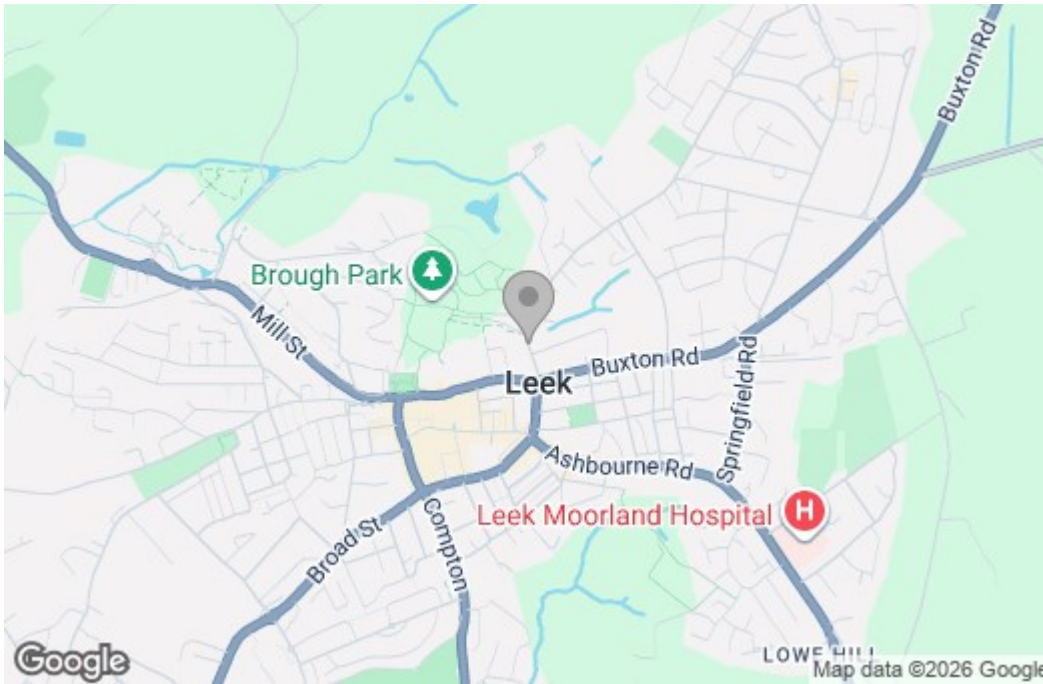 Buxton Rd
Brough Park
Mill St
Buxton Rd
Leek
Springfield Rd
Ashbourne Rd
Leek Moorland Hospital
H
Broad St
Compton
LOWE HILL
Google
Map data ©2026 Google